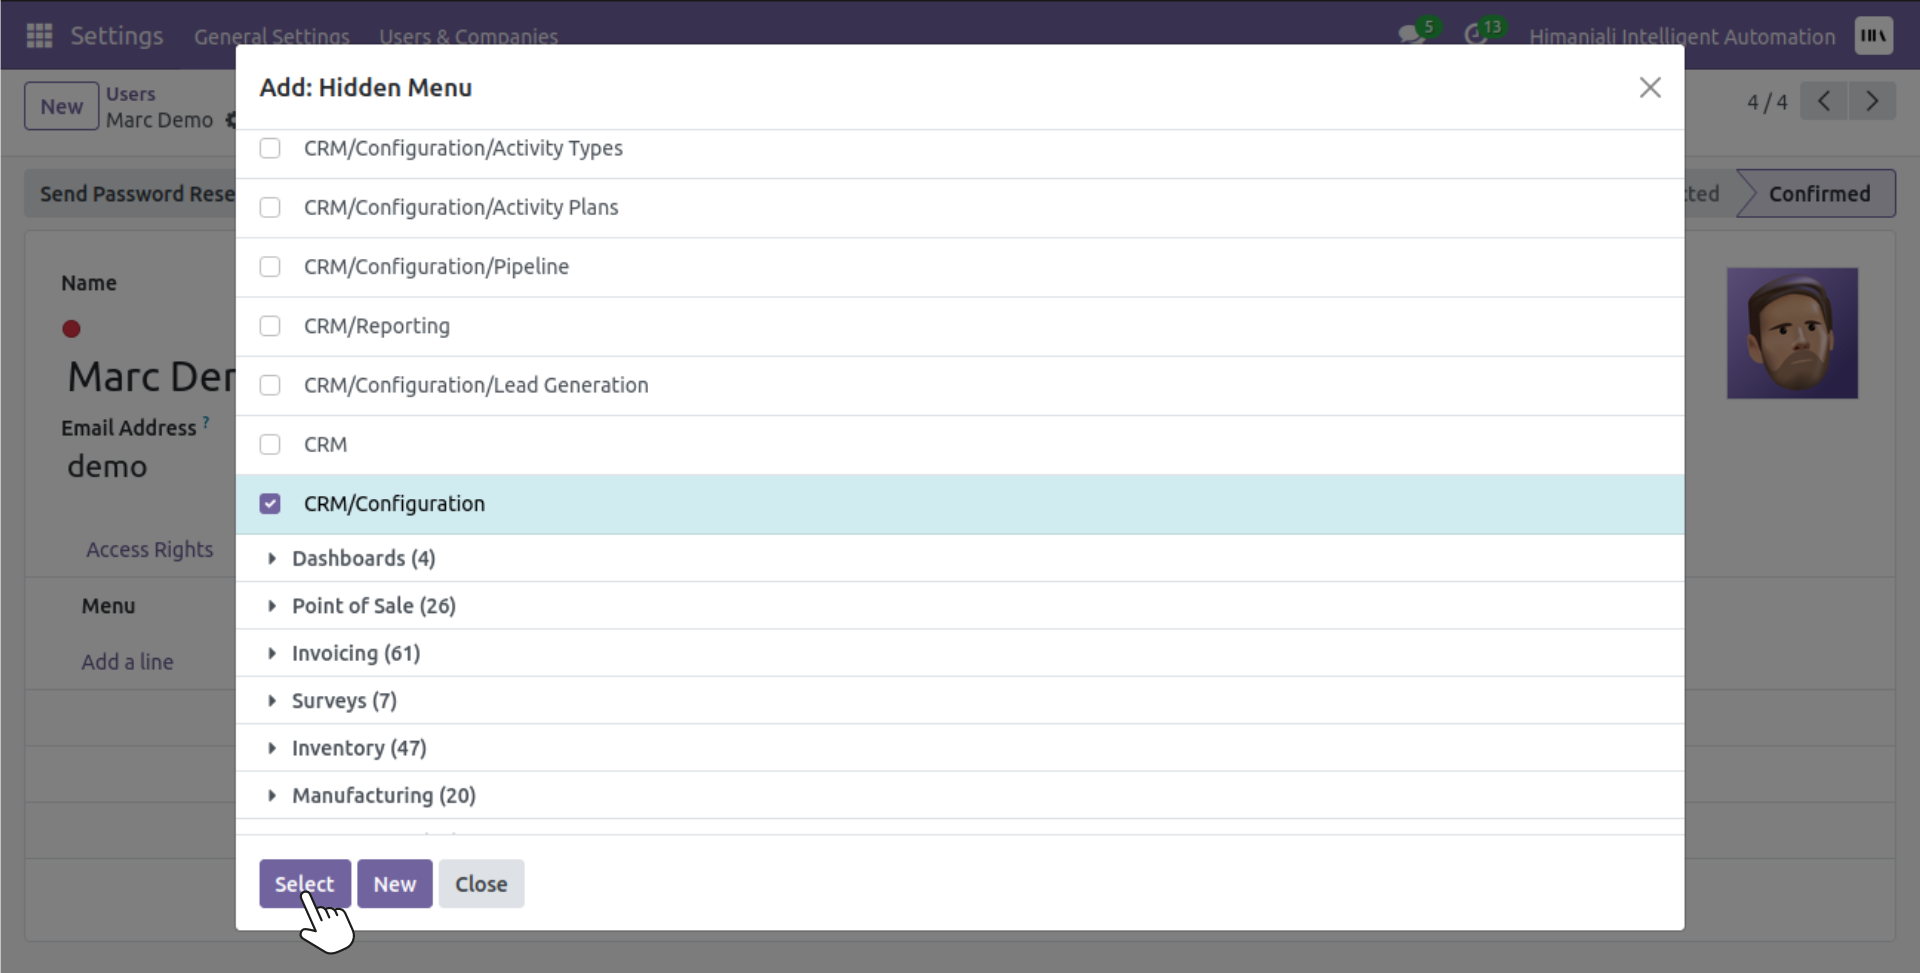 Settings General Settings Users & Companies 5 13 Himanjali Intelligent Automation
Add: Hidden Menu
New Users 4 / 4
Marc Demo
CRM/Configuration/Activity Types
Send Password Rese CRM/Configuration/Activity Plans cted Confirmed
CRM/Configuration/Pipeline
Name
CRM/Reporting
Marc Der CRM/Configuration/Lead Generation
Email Address ? CRM
demo
CRM/Configuration
Access Rights Dashboards (4)
Menu Point of Sale (26)
Add a line Invoicing (61)
Surveys (7)
Inventory (47)
Manufacturing (20)
Select New Close